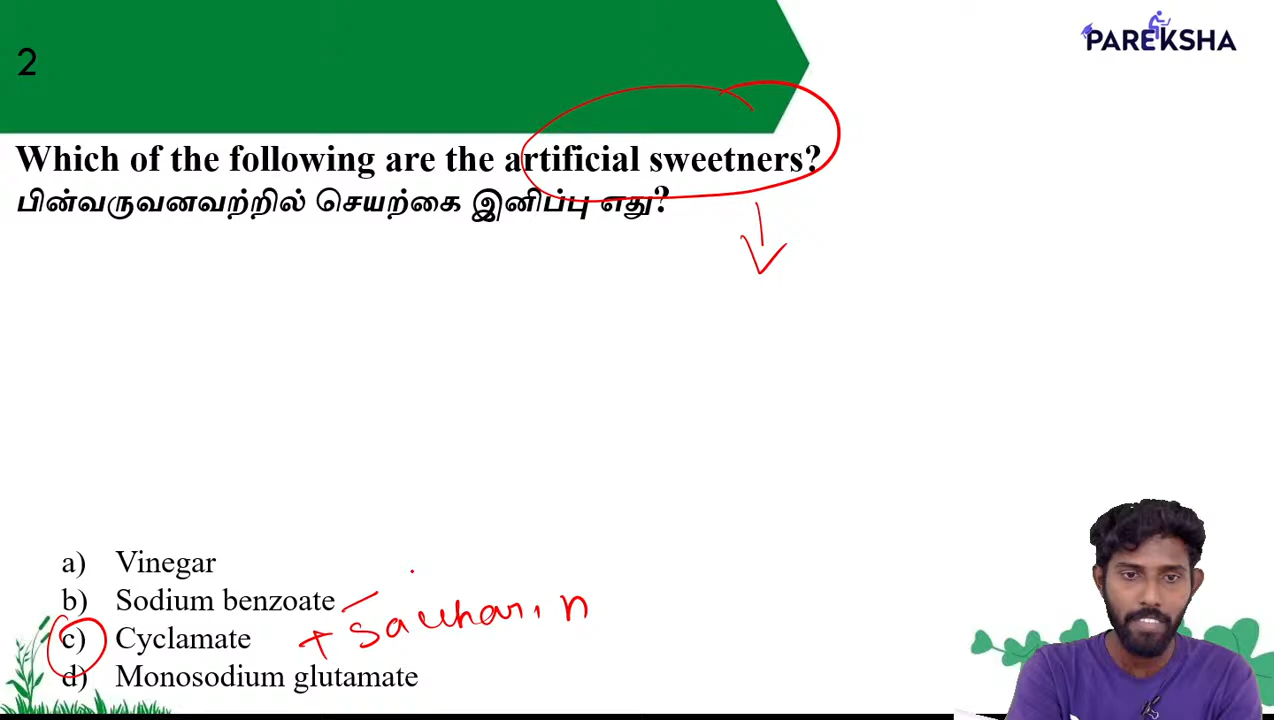 2
PAREKSHA
Which of the following are the artificial sweetners?
பின்வருவனவற்றில் செயற்கை இனிப்பு எது?
a) Vinegar
b) Sodium benzoate
c) Cyclamate + Saccharin
d) Monosodium glutamate